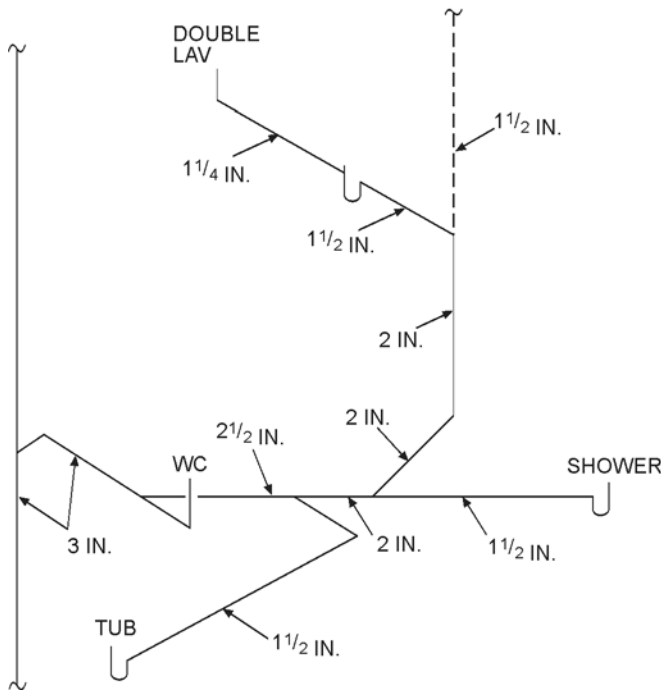 DOUBLE
LAV
1 1/2 IN.
1 1/4 IN.
1 1/2 IN.
2 IN.
2 1/2 IN.
2 IN.
WC
SHOWER
3 IN.
2 IN.
1 1/2 IN.
TUB
1 1/2 IN.